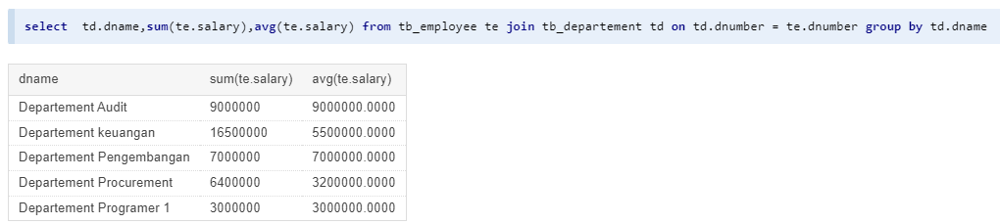 select  td.dname,sum(te.salary),avg(te.salary) from tb_employee te join tb_departement td on td.dnumber = te.dnumber group by td.dname
dname sum(te.salary) avg(te.salary)
Departement Audit 9000000 9000000.0000
Departement keuangan 16500000 5500000.0000
Departement Pengembangan 7000000 7000000.0000
Departement Procurement 6400000 3200000.0000
Departement Programer 1 3000000 3000000.0000